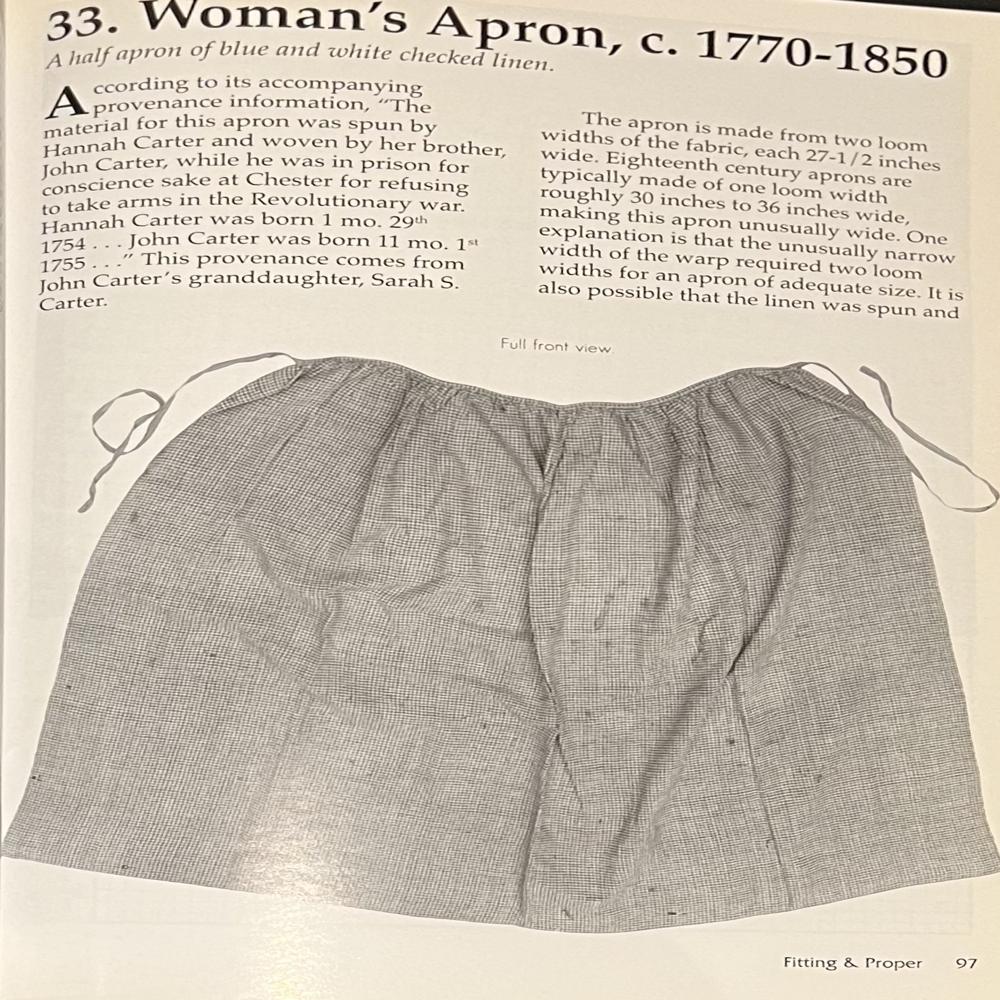 33. Woman's Apron, c. 1770-1850
A half apron of blue and white checked linen.
According to its accompanying
provenance information, “The
material for this apron was spun by
Hannah Carter and woven by her brother,
John Carter, while he was in prison for
conscience sake at Chester for refusing
to take arms in the Revolutionary war.
Hannah Carter was born 1 mo. 29th
1754 . . . John Carter was born 11 mo. 1st
1755 . . .” This provenance comes from
John Carter's granddaughter, Sarah S.
Carter.
The apron is made from two loom
widths of the fabric, each 27-1/2 inches
wide. Eighteenth century aprons are
typically made of one loom width
roughly 30 inches to 36 inches wide,
making this apron unusually wide. One
explanation is that the unusually narrow
width of the warp required two loom
widths for an apron of adequate size. It is
also possible that the linen was spun and
Full front view.
Fitting & Proper 97